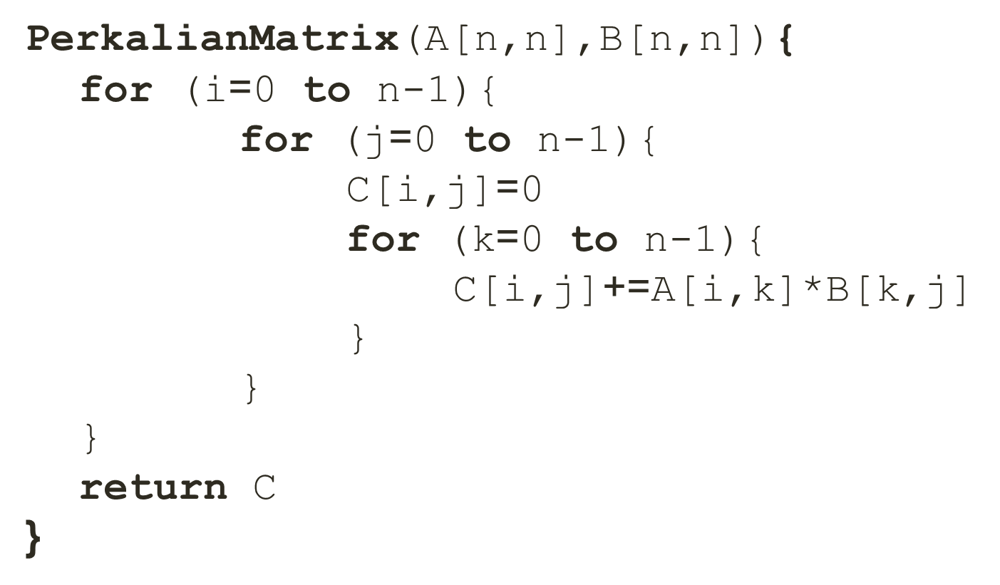 PerkalianMatrix(A[n,n],B[n,n]){
for (i=0 to n-1){
for (j=0 to n-1){
C[i,j]=0
for (k=0 to n-1){
C[i,j]+=A[i,k]*B[k,j]
}
}
}
return C
}